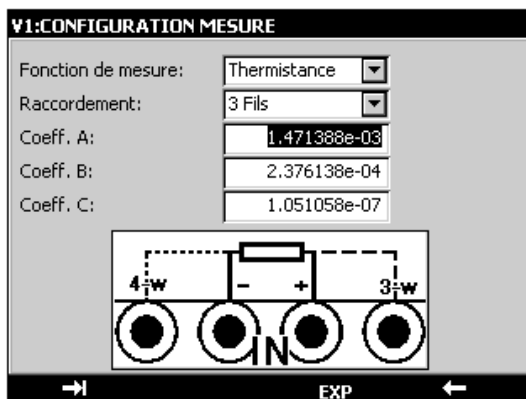 V1:CONFIGURATION MESURE
Fonction de mesure: Thermistance
Raccordement: 3 Fils
Coeff. A: 1.471388e-03
Coeff. B: 2.376138e-04
Coeff. C: 1.051058e-07
4-w - + 3-w
IN
EXP